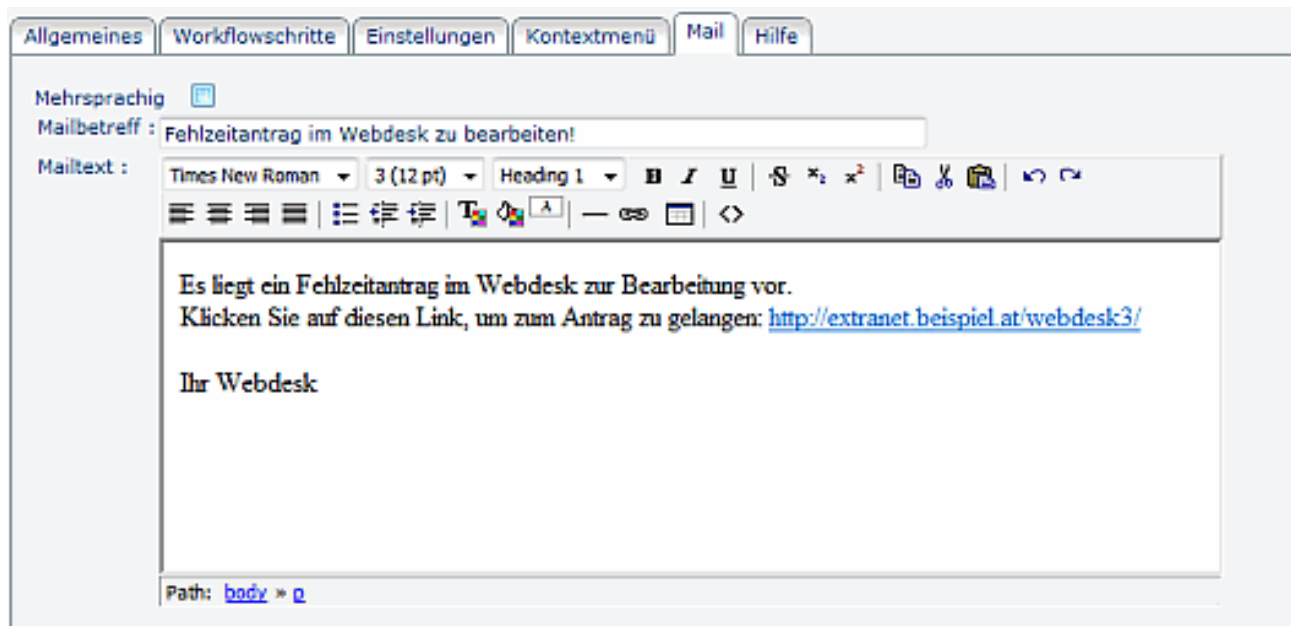 Allgemeines Workflowschritte Einstellungen Kontextmenü Mail Hilfe
Mehrsprachig
Mailbetreff : Fehlzeitantrag im Webdesk zu bearbeiten!
Mailtext : Times New Roman 3 (12 pt) Heading 1 B I U S x₂ x²
A
Es liegt ein Fehlzeitantrag im Webdesk zur Bearbeitung vor.
Klicken Sie auf diesen Link, um zum Antrag zu gelangen: http://extranet.beispiel.at/webdesk3/
Ihr Webdesk
Path: body » p